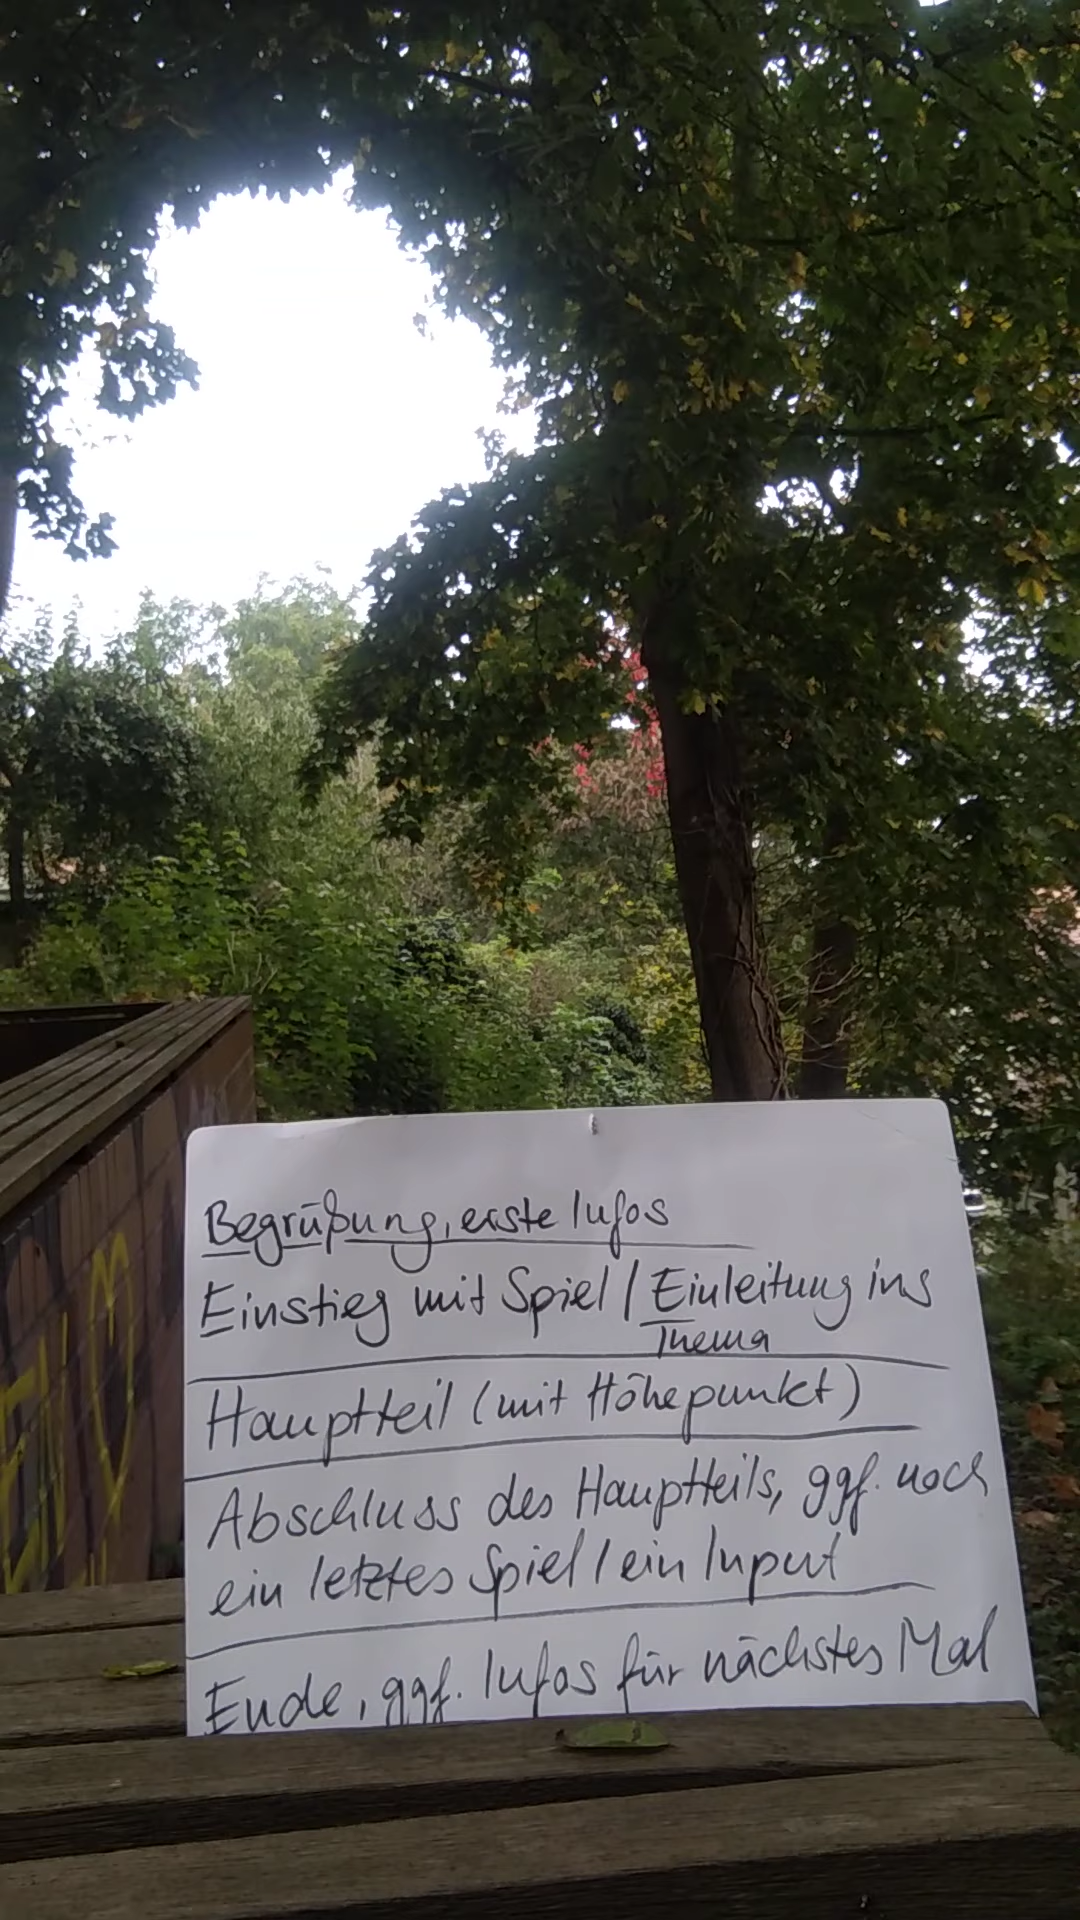 Begrüßung, erste Infos
Einstieg mit Spiel / Einleitung ins
Thema
Hauptteil (mit Höhepunkt)
Abschluss des Hauptteils, ggf. noch
ein letztes Spiel / ein Input
Ende, ggf. Infos für nächstes Mal